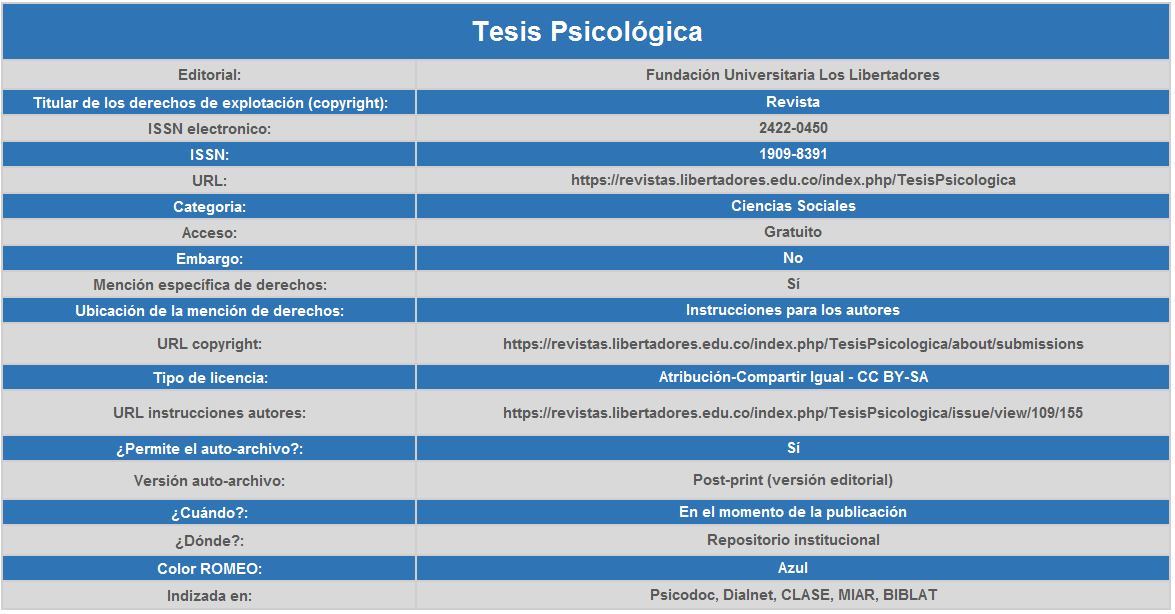 Tesis Psicológica
Editorial: Fundación Universitaria Los Libertadores
Titular de los derechos de explotación (copyright): Revista
ISSN electronico: 2422-0450
ISSN: 1909-8391
URL: https://revistas.libertadores.edu.co/index.php/TesisPsicologica
Categoria: Ciencias Sociales
Acceso: Gratuito
Embargo: No
Mención específica de derechos: Sí
Ubicación de la mención de derechos: Instrucciones para los autores
URL copyright: https://revistas.libertadores.edu.co/index.php/TesisPsicologica/about/submissions
Tipo de licencia: Atribución-Compartir Igual - CC BY-SA
URL instrucciones autores: https://revistas.libertadores.edu.co/index.php/TesisPsicologica/issue/view/109/155
¿Permite el auto-archivo?: Sí
Versión auto-archivo: Post-print (versión editorial)
¿Cuándo?: En el momento de la publicación
¿Dónde?: Repositorio institucional
Color ROMEO: Azul
Indizada en: Psicodoc, Dialnet, CLASE, MIAR, BIBLAT